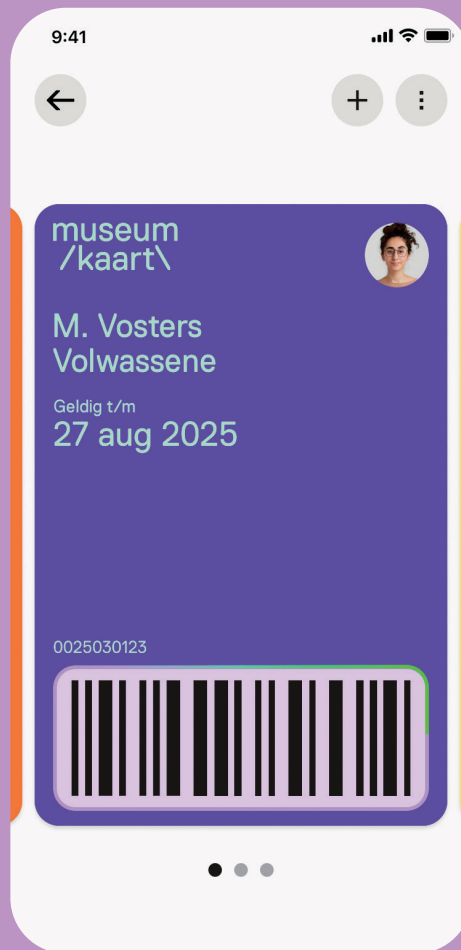 9:41
museum
/kaart\
M. Vosters
Volwassene
Geldig t/m
27 aug 2025
0025030123